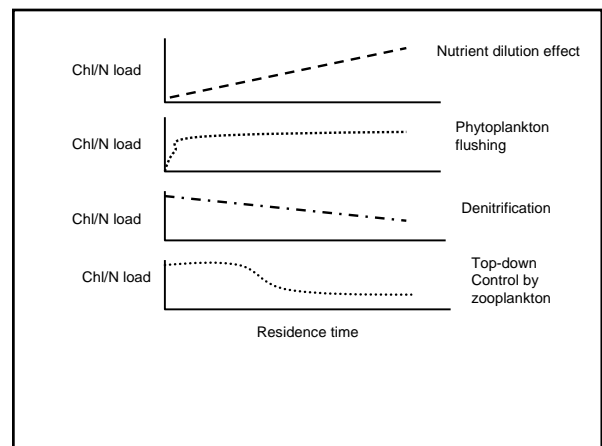 Chl/N load
Nutrient dilution effect
Chl/N load
Phytoplankton
flushing
Chl/N load
Denitrification
Chl/N load
Top-down
Control by
zooplankton
Residence time